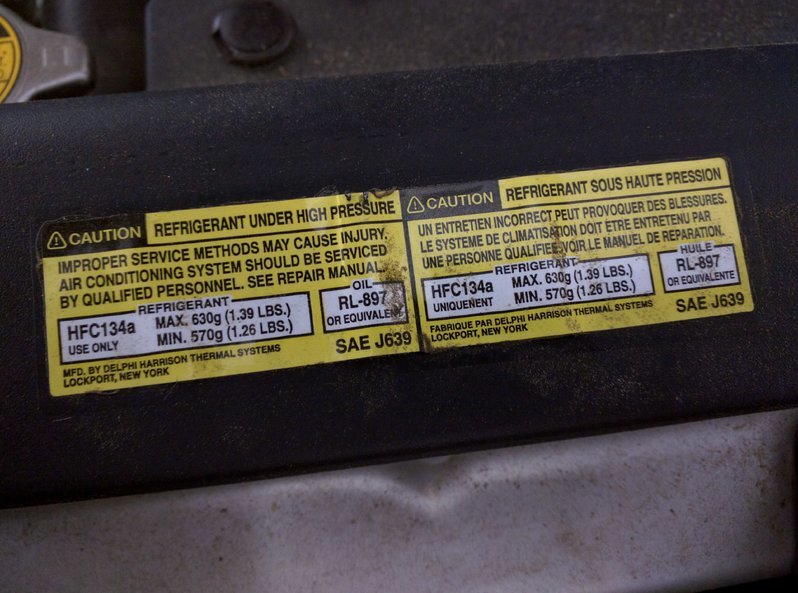 CAUTION
REFRIGERANT UNDER HIGH PRESSURE
IMPROPER SERVICE METHODS MAY CAUSE INJURY.
AIR CONDITIONING SYSTEM SHOULD BE SERVICED
BY QUALIFIED PERSONNEL. SEE REPAIR MANUAL.
REFRIGERANT
HFC134a
USE ONLY
MAX. 630g (1.39 LBS.)
MIN. 570g (1.26 LBS.)
OIL
RL-897
OR EQUIVALENT
MFD. BY DELPHI HARRISON THERMAL SYSTEMS
LOCKPORT, NEW YORK
SAE J639
CAUTION
REFRIGERANT SOUS HAUTE PRESSION
UN ENTRETIEN INCORRECT PEUT PROVOQUER DES BLESSURES.
LE SYSTEME DE CLIMATISATION DOIT ETRE ENTRETENU PAR
UNE PERSONNE QUALIFIEE. VOIR LE MANUEL DE REPARATION.
REFRIGERANT
HFC134a
UNIQUENENT
MAX. 630g (1.39 LBS.)
MIN. 570g (1.26 LBS.)
HUILE
RL-897
OR EQUIVALENTE
FABRIQUE PAR DELPHI HARRISON THERMAL SYSTEMS
LOCKPORT, NEW YORK
SAE J639